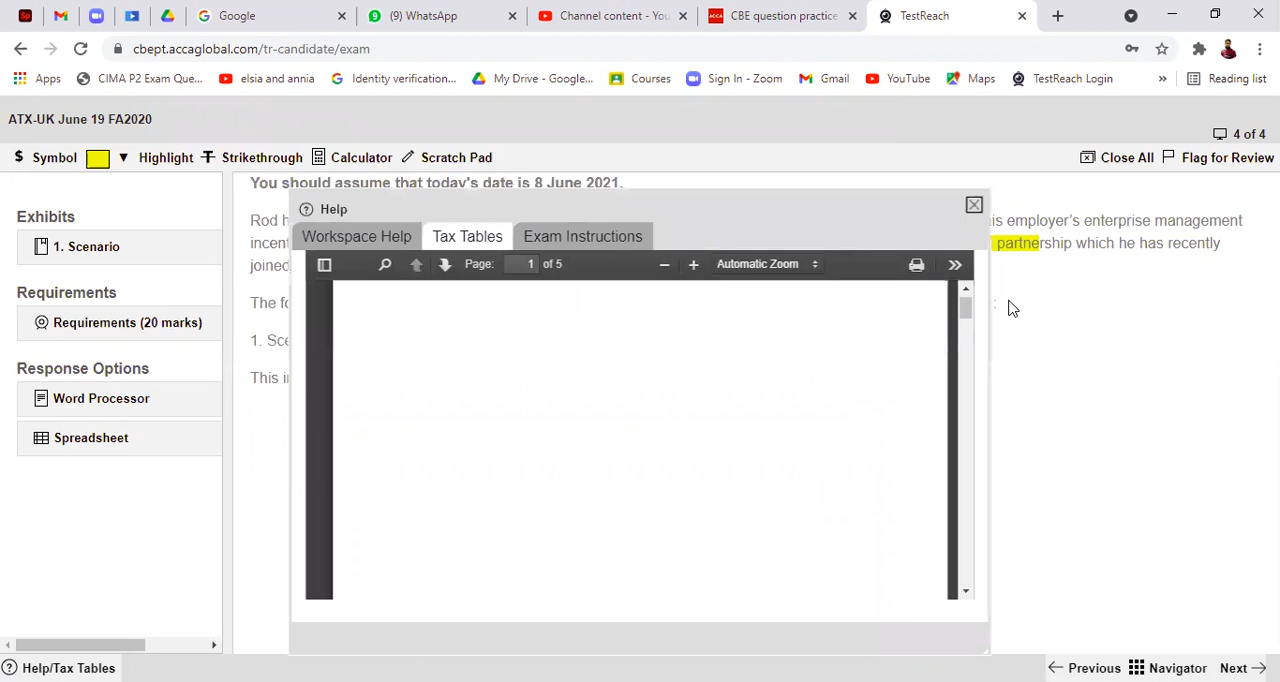 Google
(9) WhatsApp
Channel content - You
CBE question practice
TestReach
cbept.accaglobal.com/tr-candidate/exam
Apps
CIMA P2 Exam Que...
elsia and annia
Identity verification...
My Drive - Google...
Courses
Sign In - Zoom
Gmail
YouTube
Maps
TestReach Login
»
Reading list
ATX-UK June 19 FA2020
4 of 4
$ Symbol
Highlight
Strikethrough
Calculator
Scratch Pad
Close All
Flag for Review
Exhibits
1. Scenario
Requirements
Requirements (20 marks)
Response Options
Word Processor
Spreadsheet
You should assume that today's date is 8 June 2021.
Rod h
is employer's enterprise management
incent
partnership which he has recently
joined
The fo
:
1. Sce
This i
Help
Workspace Help
Tax Tables
Exam Instructions
Page: 1 of 5
Automatic Zoom
Help/Tax Tables
Previous
Navigator
Next